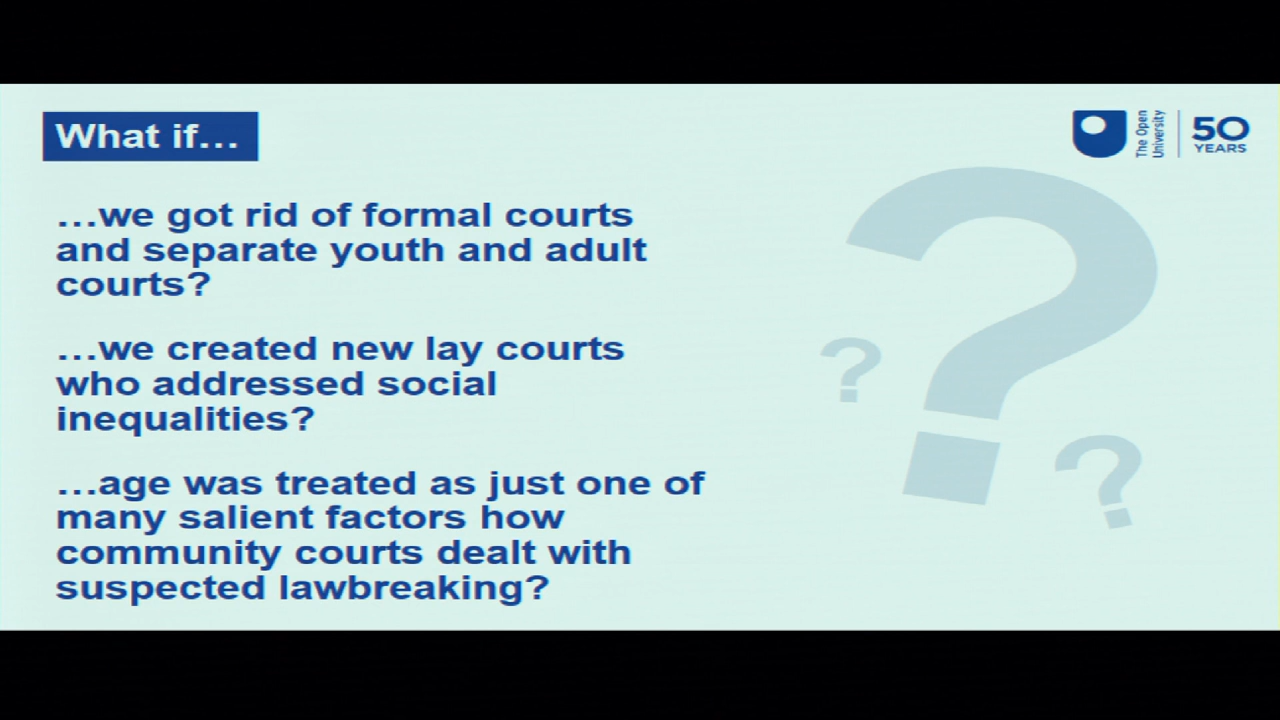 What if...
The Open
University
50
YEARS
...we got rid of formal courts
and separate youth and adult
courts?
...we created new lay courts
who addressed social
inequalities?
...age was treated as just one of
many salient factors how
community courts dealt with
suspected lawbreaking?
?
?
?